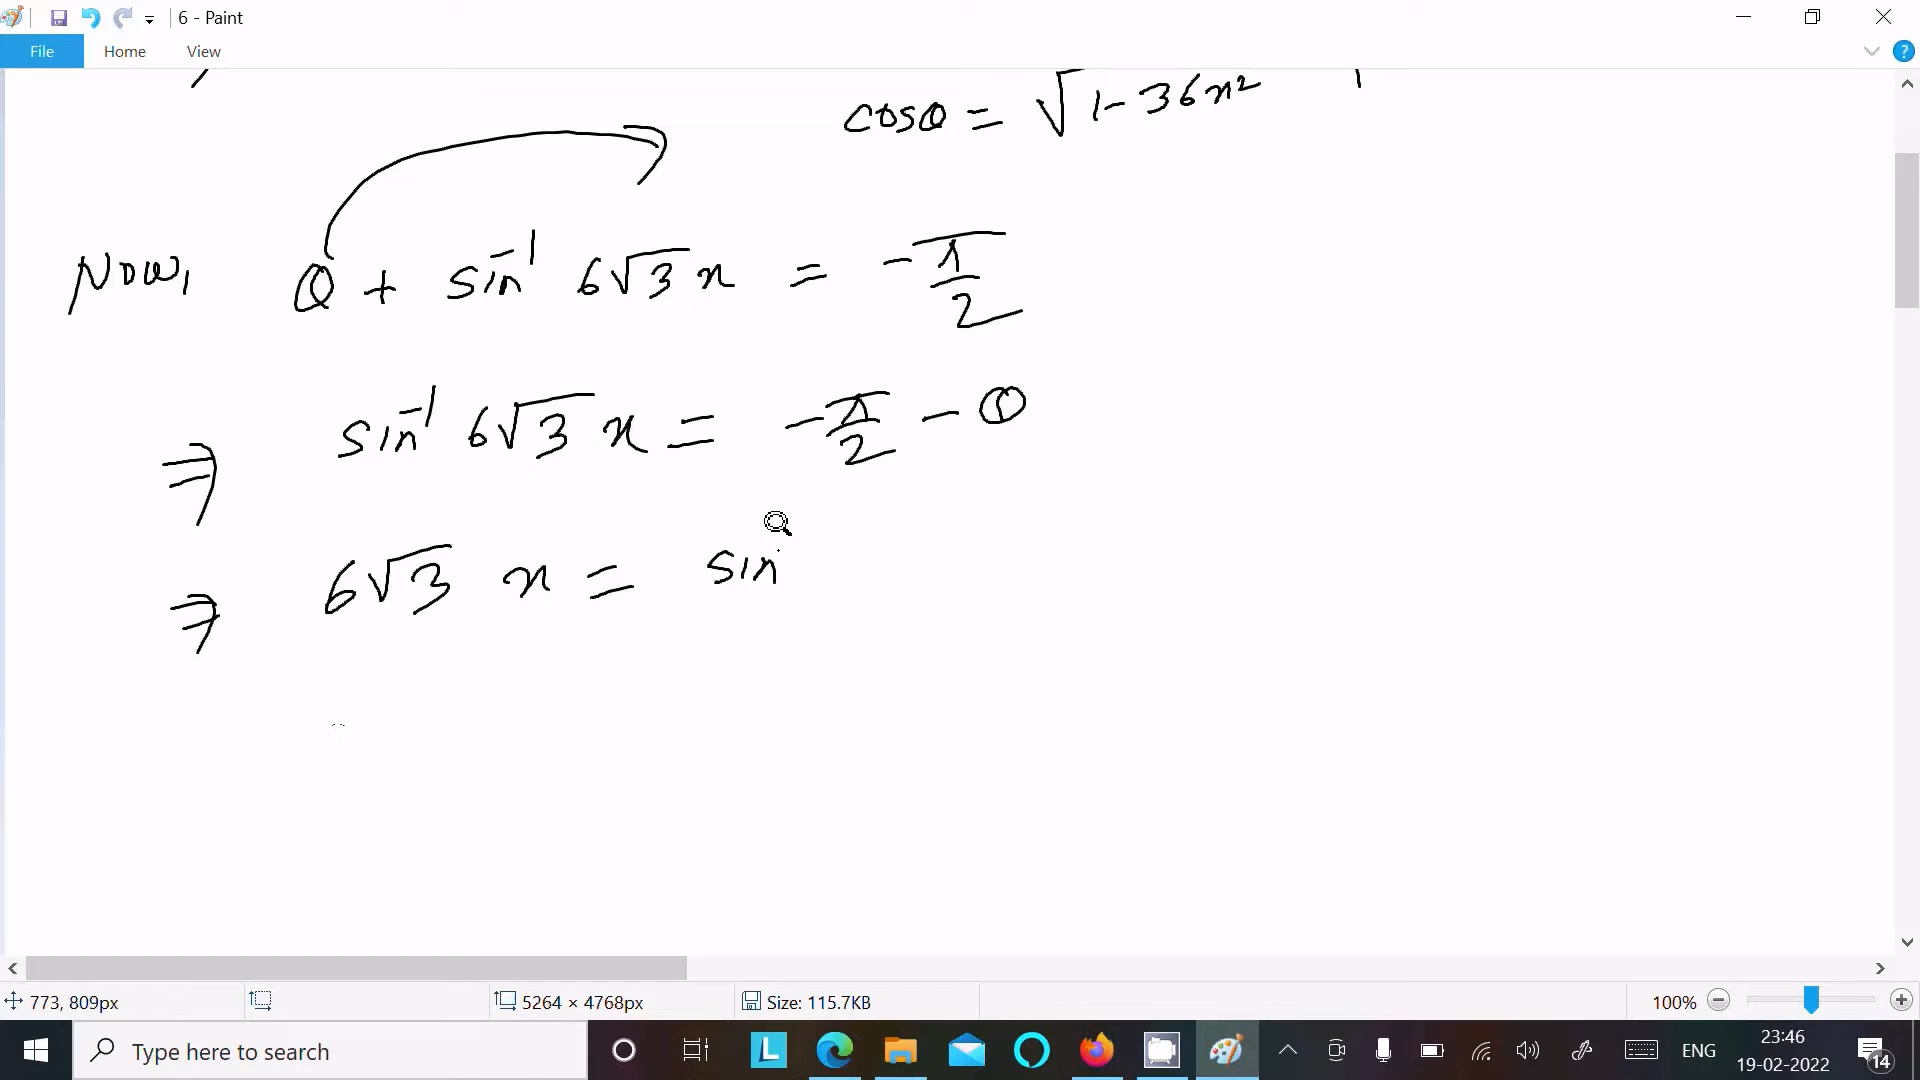 6 - Paint
File Home View
cosθ = √1-36x²
Now, θ + sin⁻¹ 6√3x = -π/2
⇒ sin⁻¹ 6√3 x = -π/2 - θ
⇒ 6√3 x = sin
773, 809px 5264 × 4768px Size: 115.7KB 100%
Type here to search L ENG 23:46
19-02-2022 14